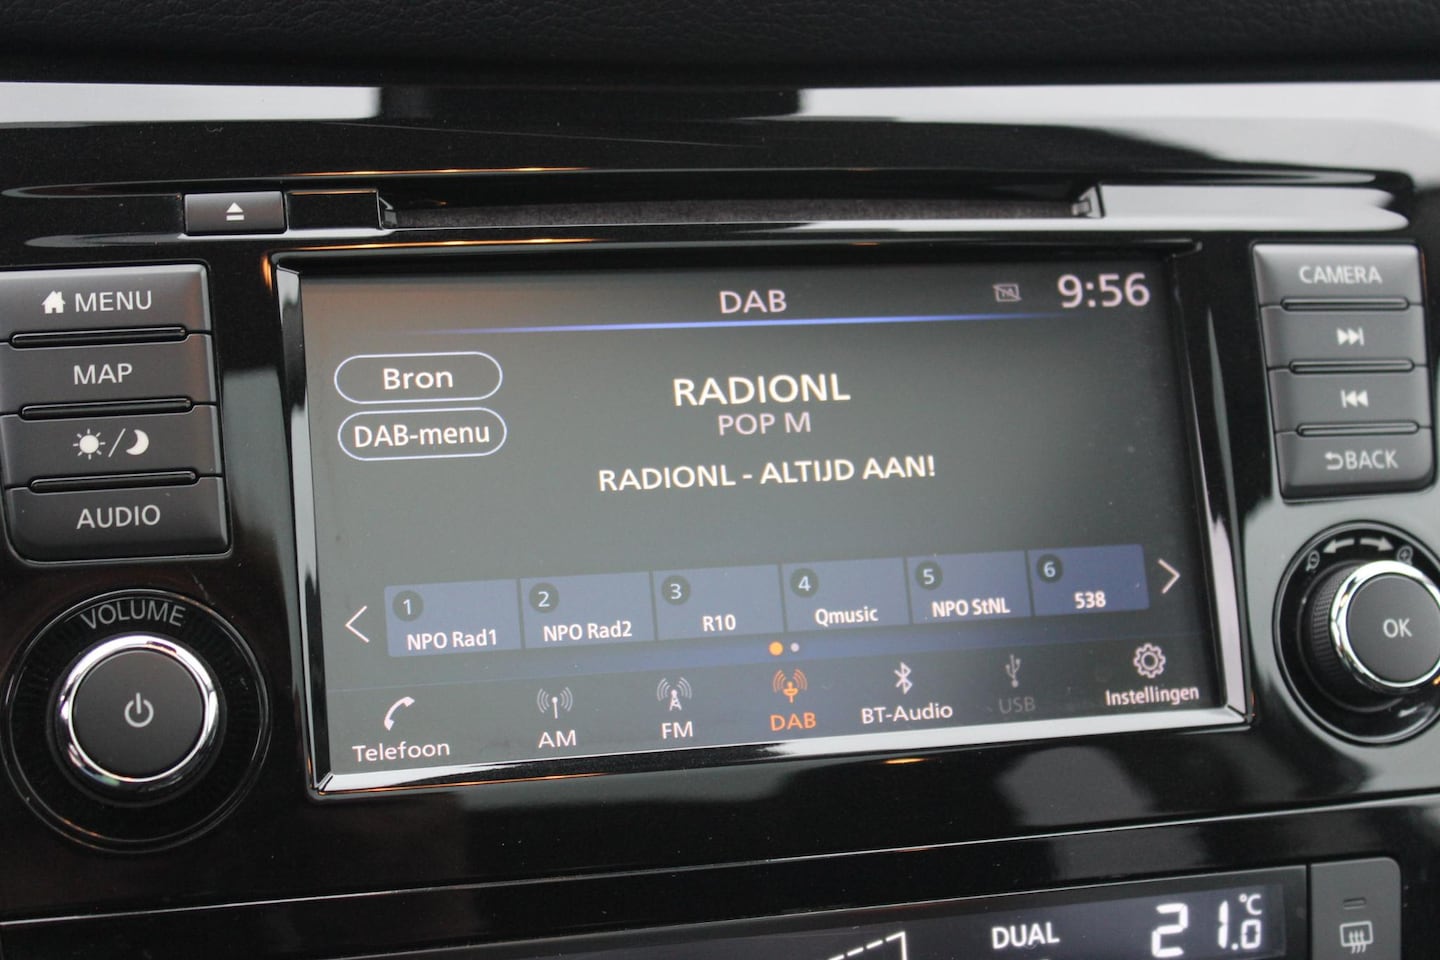 MENU
MAP
AUDIO
VOLUME
DAB
9:56
Bron
DAB-menu
RADIONL
POP M
RADIONL - ALTIJD AAN!
1 NPO Rad1
2 NPO Rad2
3 R10
4 Qmusic
5 NPO StNL
6 538
Telefoon
AM
FM
DAB
BT-Audio
USB
Instellingen
CAMERA
BACK
OK
DUAL
21.0 °C